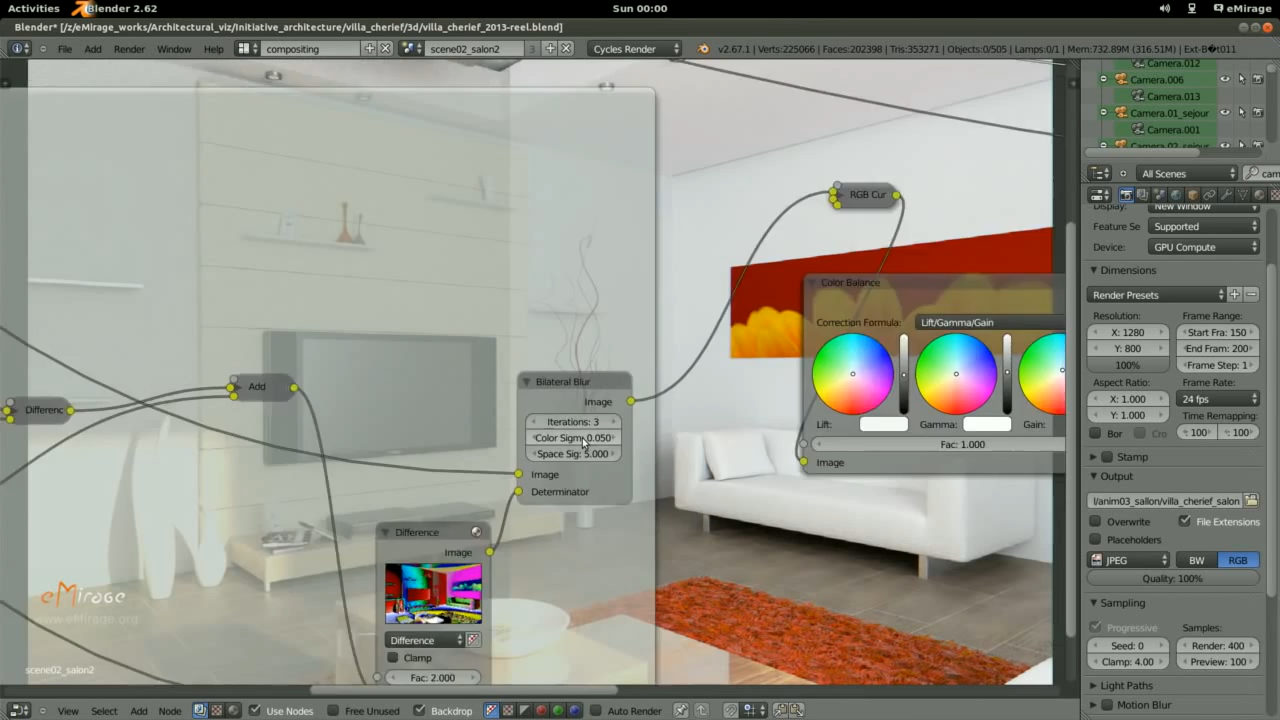 Activities Blender 2.62 Sun 00:00 eMirage
Blender* [/z/eMirage_works/Architectural_viz/Initiative_architecture/villa_cherief/3d/villa_cherief_2013-reel.blend]
File Add Render Window Help compositing scene02_salon2 3 Cycles Render v2.67.1 | Verts:225066 | Faces:202398 | Tris:353271 | Objects:0/505 | Lamps:0/1 | Mem:732.89M (316.51M) | Ext-B�t011
Camera.012
Camera.006
Camera.013
Camera.01_sejour
Camera.001
Camera.02_sejour
All Scenes cam
Display: New Window
Feature Se Supported
Device: GPU Compute
Dimensions
Render Presets
Resolution: Frame Range:
X: 1280 Start Fra: 150
Y: 800 End Fram: 200
100% Frame Step: 1
Aspect Ratio: Frame Rate:
X: 1.000 24 fps
Y: 1.000 Time Remapping:
Bor Cro 100 100
Stamp
Output
l/anim03_sallon/villa_cherief_salon
Overwrite File Extensions
Placeholders
JPEG BW RGB
Quality: 100%
Sampling
Progressive Samples:
Seed: 0 Render: 400
Clamp: 4.00 Preview: 100
Light Paths
Motion Blur
RGB Cur
Color Balance
Correction Formula: Lift/Gamma/Gain
Lift: Gamma:
Fac: 1.000
Image
Differenc
Add
Bilateral Blur
Image
Iterations: 3
Color Sigm: 0.050
Space Sig: 5.000
Image
Determinator
Difference
Image
Difference
Clamp
Fac: 2.000
eMirage
www.eMirage.org
scene02_salon2
View Select Add Node Use Nodes Free Unused Backdrop Auto Render